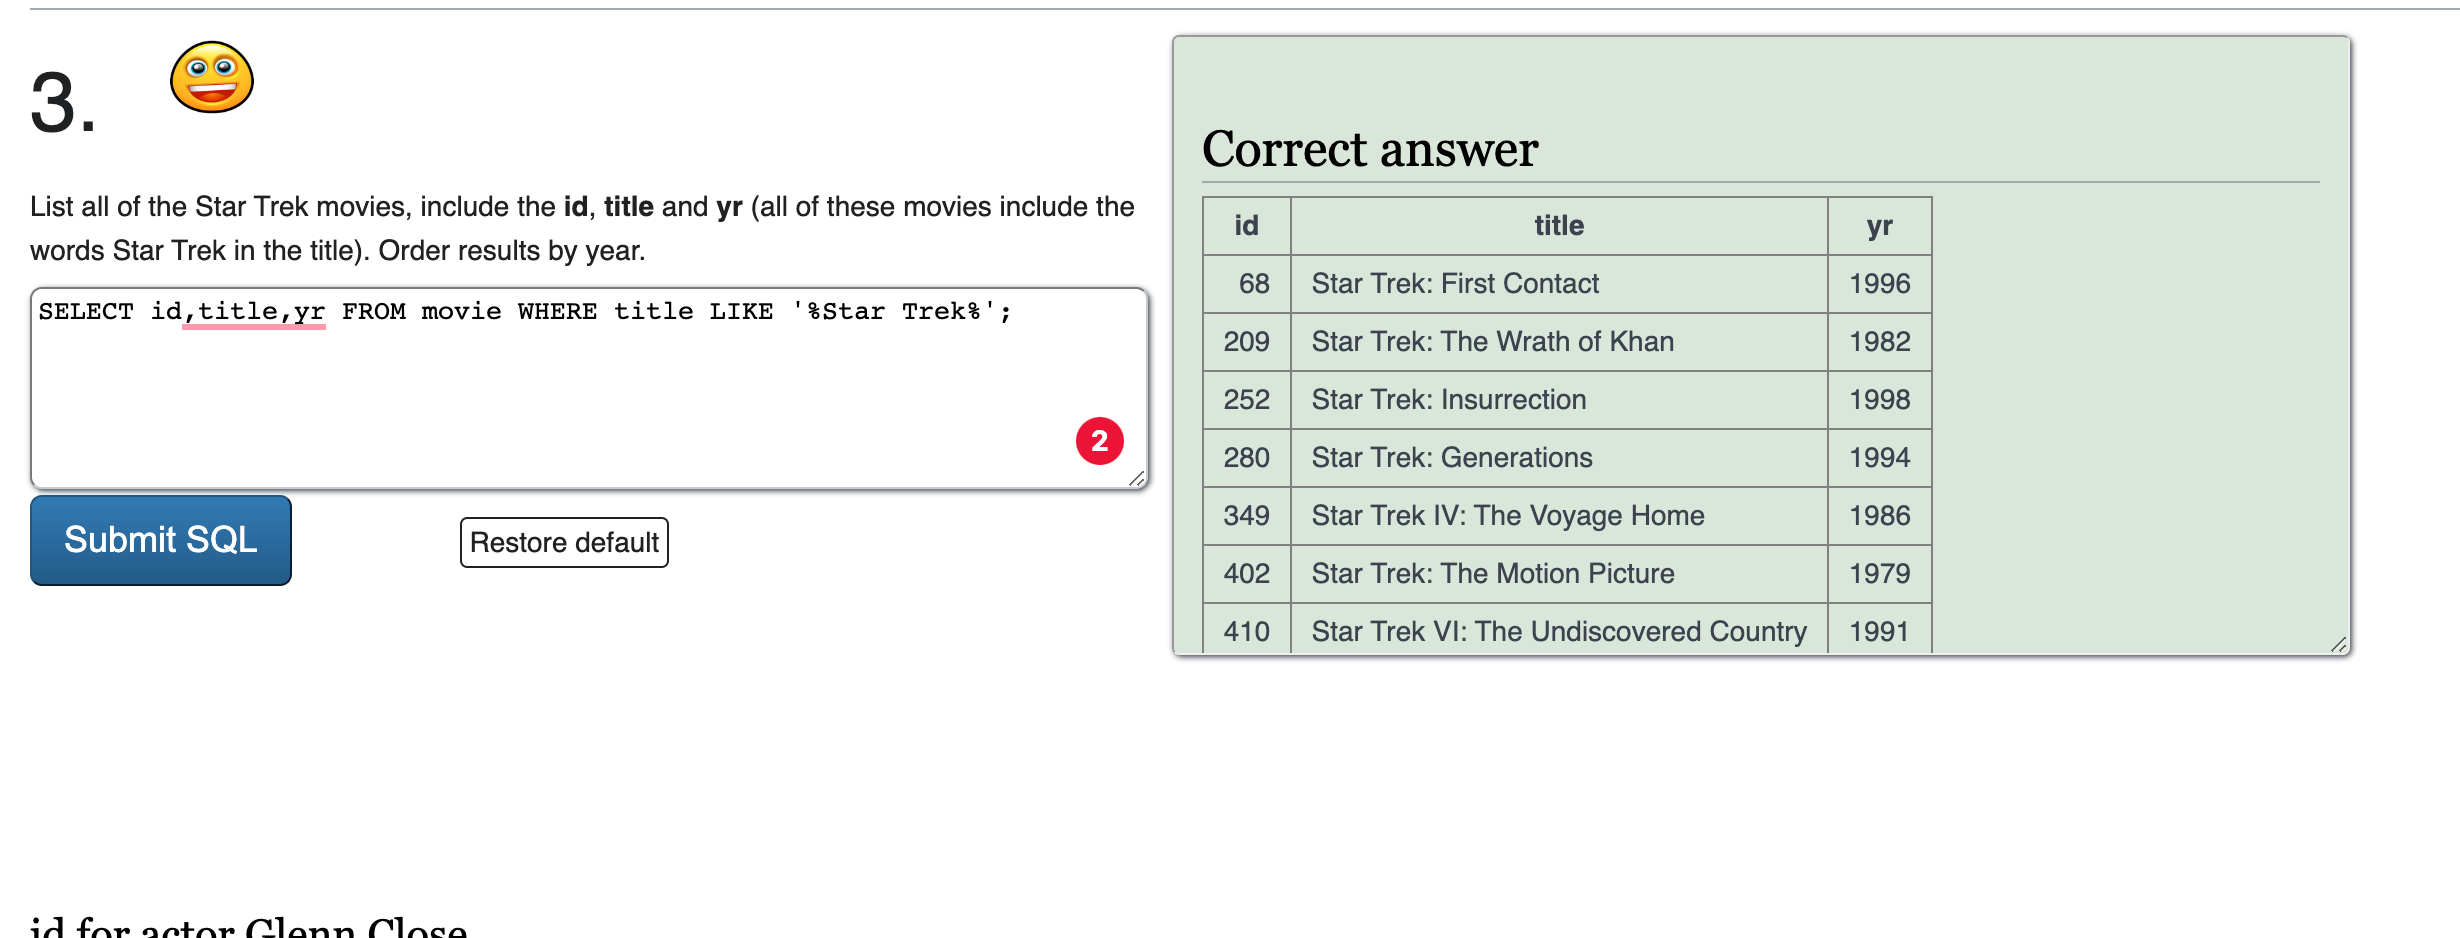 3.
List all of the Star Trek movies, include the id, title and yr (all of these movies include the
words Star Trek in the title). Order results by year.
SELECT id,title,yr FROM movie WHERE title LIKE '%Star Trek%';
2
Submit SQL
Restore default
Correct answer
id title yr
68 Star Trek: First Contact 1996
209 Star Trek: The Wrath of Khan 1982
252 Star Trek: Insurrection 1998
280 Star Trek: Generations 1994
349 Star Trek IV: The Voyage Home 1986
402 Star Trek: The Motion Picture 1979
410 Star Trek VI: The Undiscovered Country 1991
id for actor Glenn Close